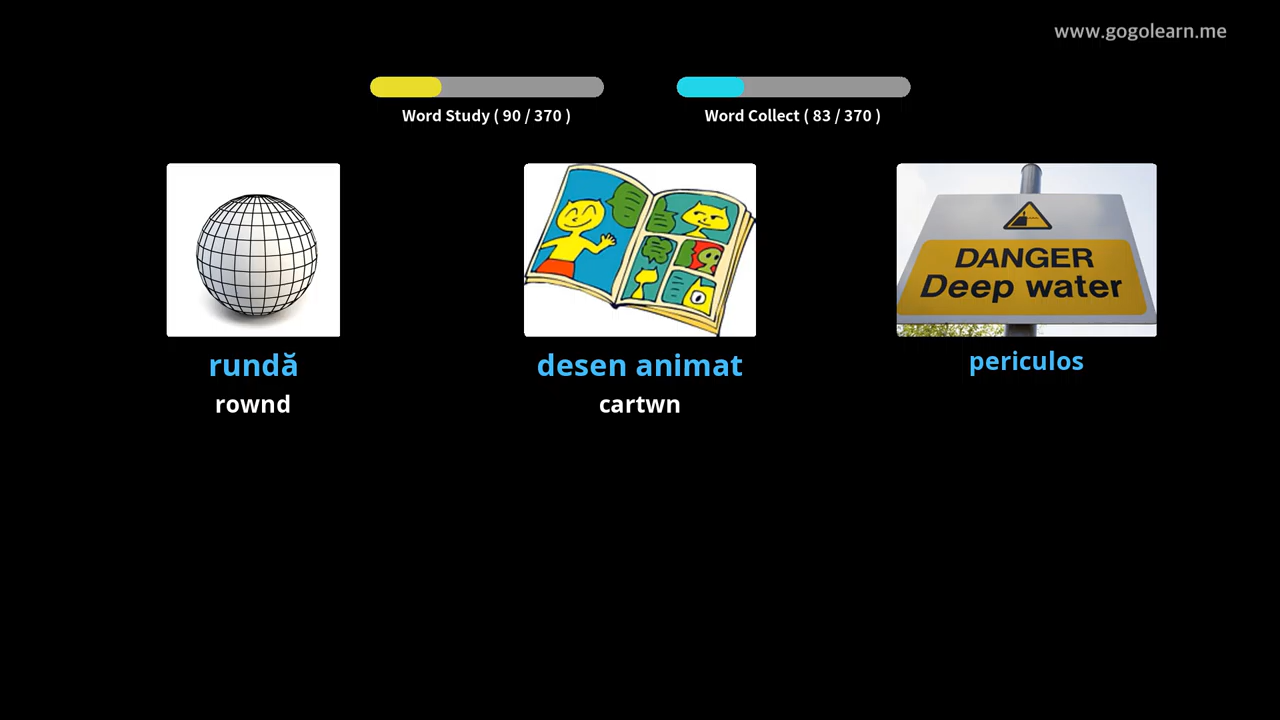 www.gogolearn.me
Word Study ( 90 / 370 )
Word Collect ( 83 / 370 )
DANGER
Deep water
rundă
desen animat
periculos
rownd
cartwn